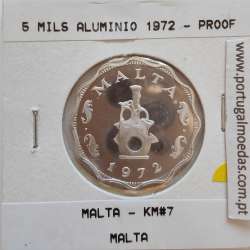 5 MILS ALUMINIO 1972 - PROOF
MALTA
1972
MALTA - KM#7
MALTA
www.portugalmoedas.com.pt